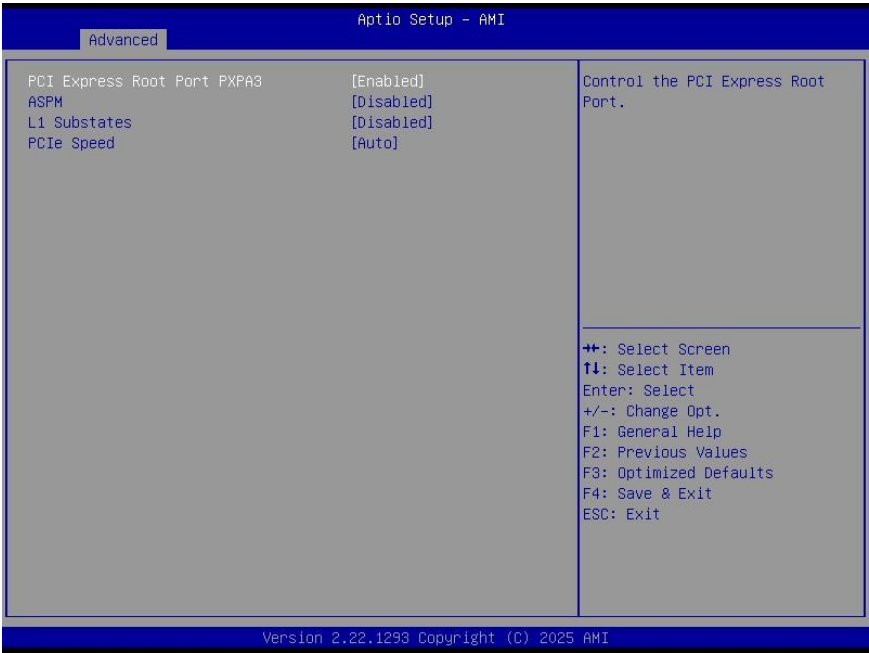 Aptio Setup – AMI
Advanced
PCI Express Root Port PXPA3 [Enabled]
ASPM [Disabled]
L1 Substates [Disabled]
PCIe Speed [Auto]
Control the PCI Express Root
Port.
→←: Select Screen
↑↓: Select Item
Enter: Select
+/-: Change Opt.
F1: General Help
F2: Previous Values
F3: Optimized Defaults
F4: Save & Exit
ESC: Exit
Version 2.22.1293 Copyright (C) 2025 AMI